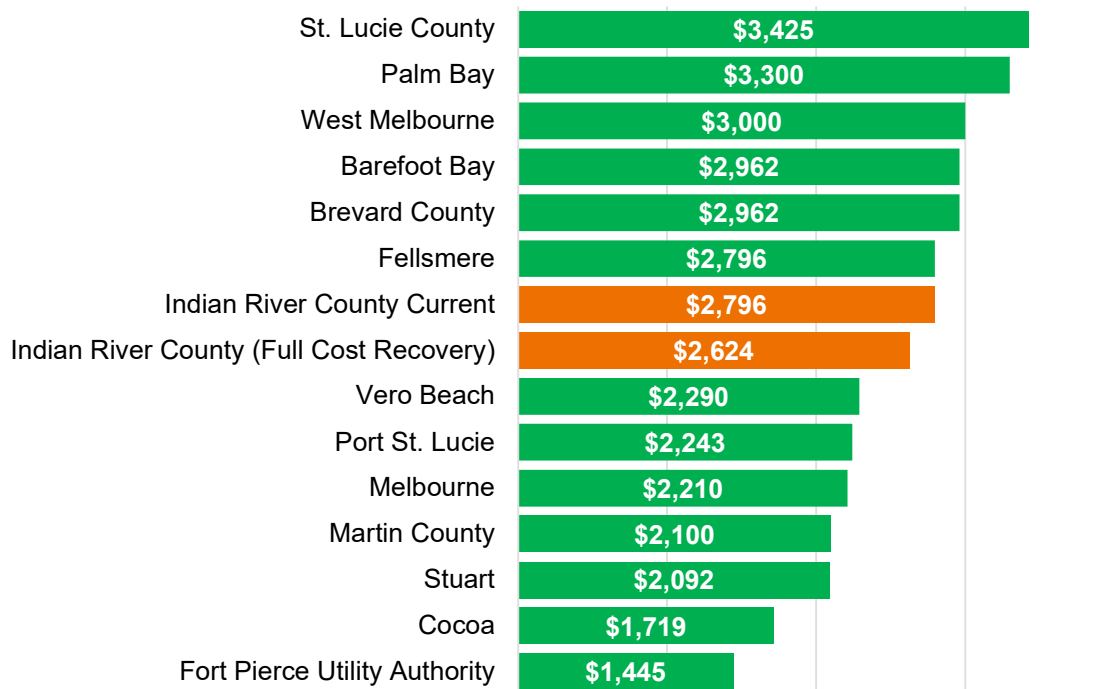 St. Lucie County $3,425
Palm Bay $3,300
West Melbourne $3,000
Barefoot Bay $2,962
Brevard County $2,962
Fellsmere $2,796
Indian River County Current $2,796
Indian River County (Full Cost Recovery) $2,624
Vero Beach $2,290
Port St. Lucie $2,243
Melbourne $2,210
Martin County $2,100
Stuart $2,092
Cocoa $1,719
Fort Pierce Utility Authority $1,445